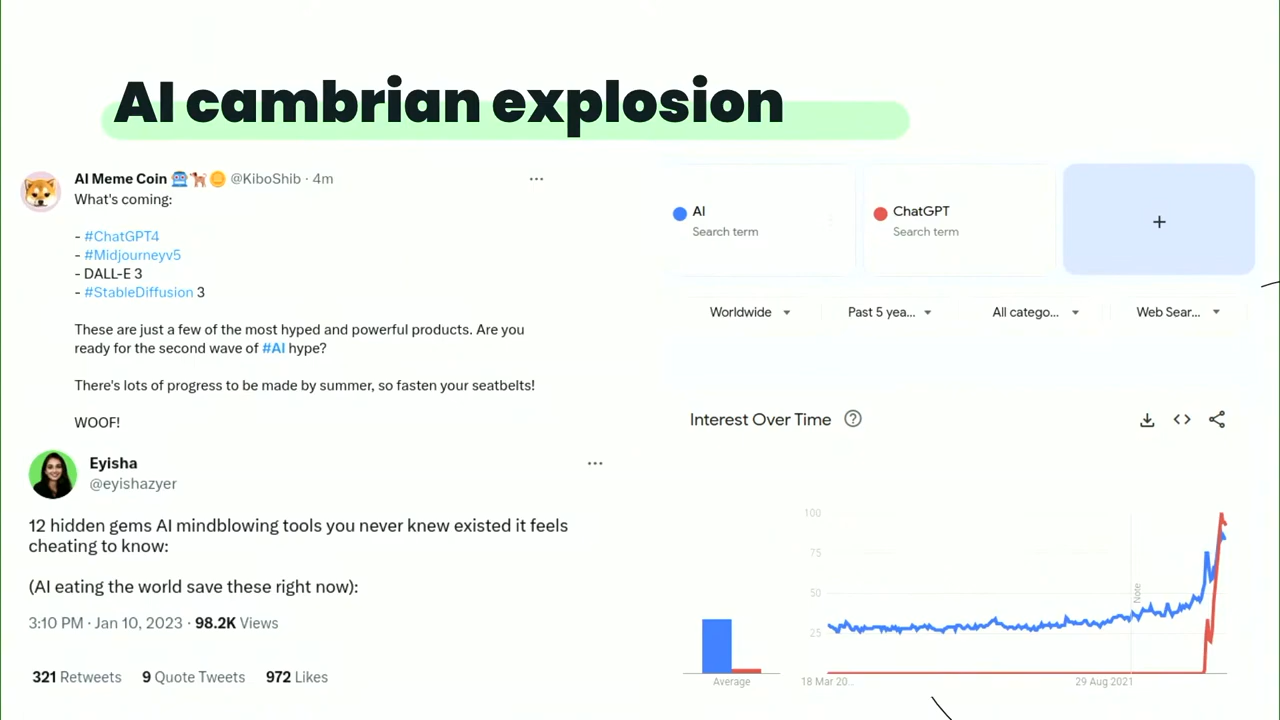 AI cambrian explosion
AI Meme Coin 🤖🐕🪙 @KiboShib · 4m
What's coming:
- #ChatGPT4
- #Midjourneyv5
- DALL-E 3
- #StableDiffusion 3
These are just a few of the most hyped and powerful products. Are you
ready for the second wave of #AI hype?
There's lots of progress to be made by summer, so fasten your seatbelts!
WOOF!
Eyisha
@eyishazyer
12 hidden gems AI mindblowing tools you never knew existed it feels
cheating to know:
(AI eating the world save these right now):
3:10 PM · Jan 10, 2023 · 98.2K Views
321 Retweets 9 Quote Tweets 972 Likes
AI
Search term
ChatGPT
Search term
+
Worldwide
Past 5 yea...
All catego...
Web Sear...
Interest Over Time
100
75
50
25
Note
Average
18 Mar 20...
29 Aug 2021